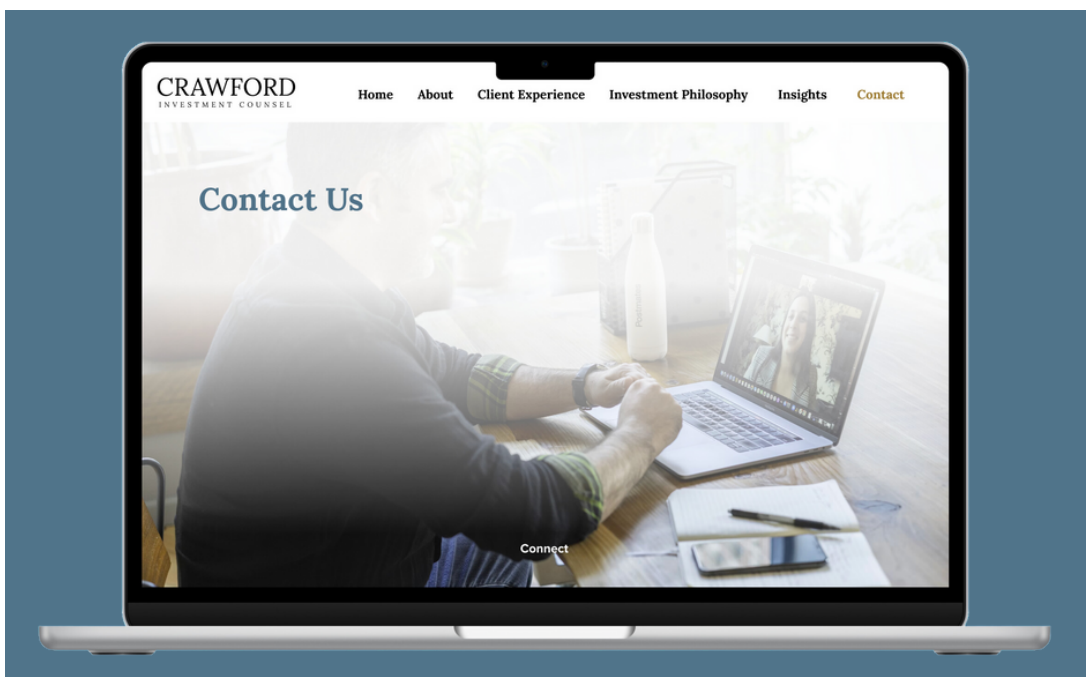 CRAWFORD
INVESTMENT COUNSEL
Home About Client Experience Investment Philosophy Insights Contact
Contact Us
Connect